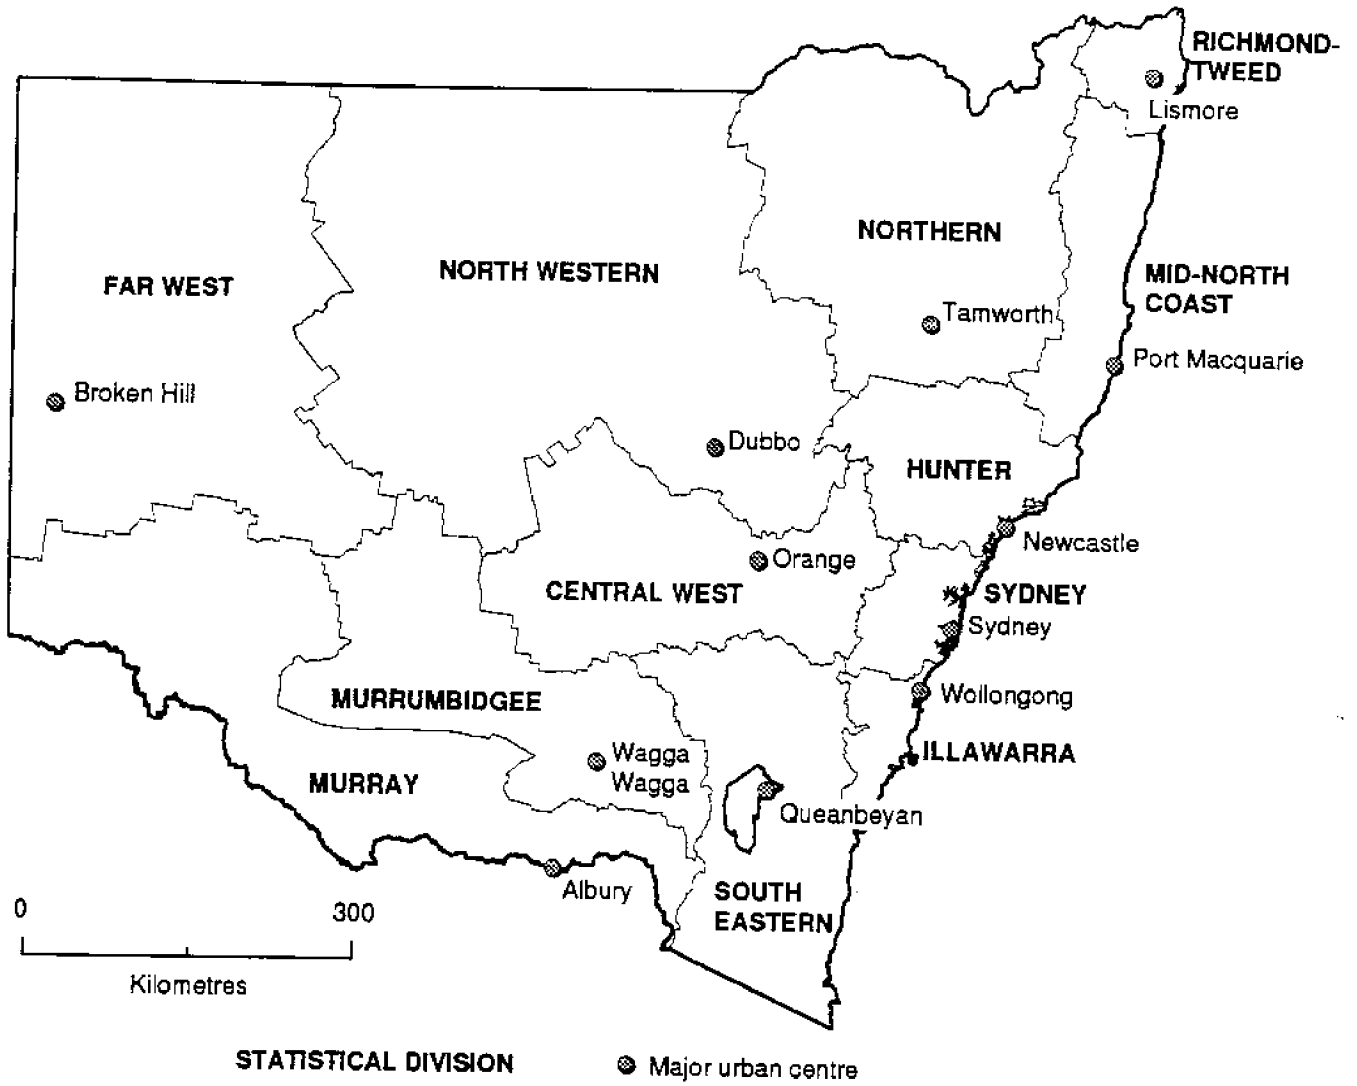 RICHMOND-
TWEED
Lismore
NORTHERN
NORTH WESTERN
FAR WEST
MID-NORTH
COAST
Tamworth
Port Macquarie
Broken Hill
Dubbo
HUNTER
Newcastle
Orange
CENTRAL WEST
SYDNEY
Sydney
MURRUMBIDGEE
Wollongong
Wagga
Wagga
ILLAWARRA
MURRAY
Queanbeyan
Albury
SOUTH
EASTERN
0 300
Kilometres
STATISTICAL DIVISION
Major urban centre